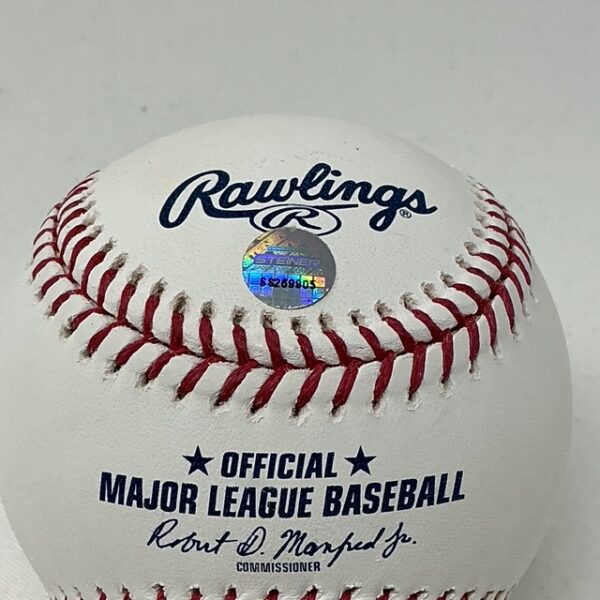 Rawlings®
R
STEINER
★ OFFICIAL ★
MAJOR LEAGUE BASEBALL
Robert D. Manfred Jr.
COMMISSIONER